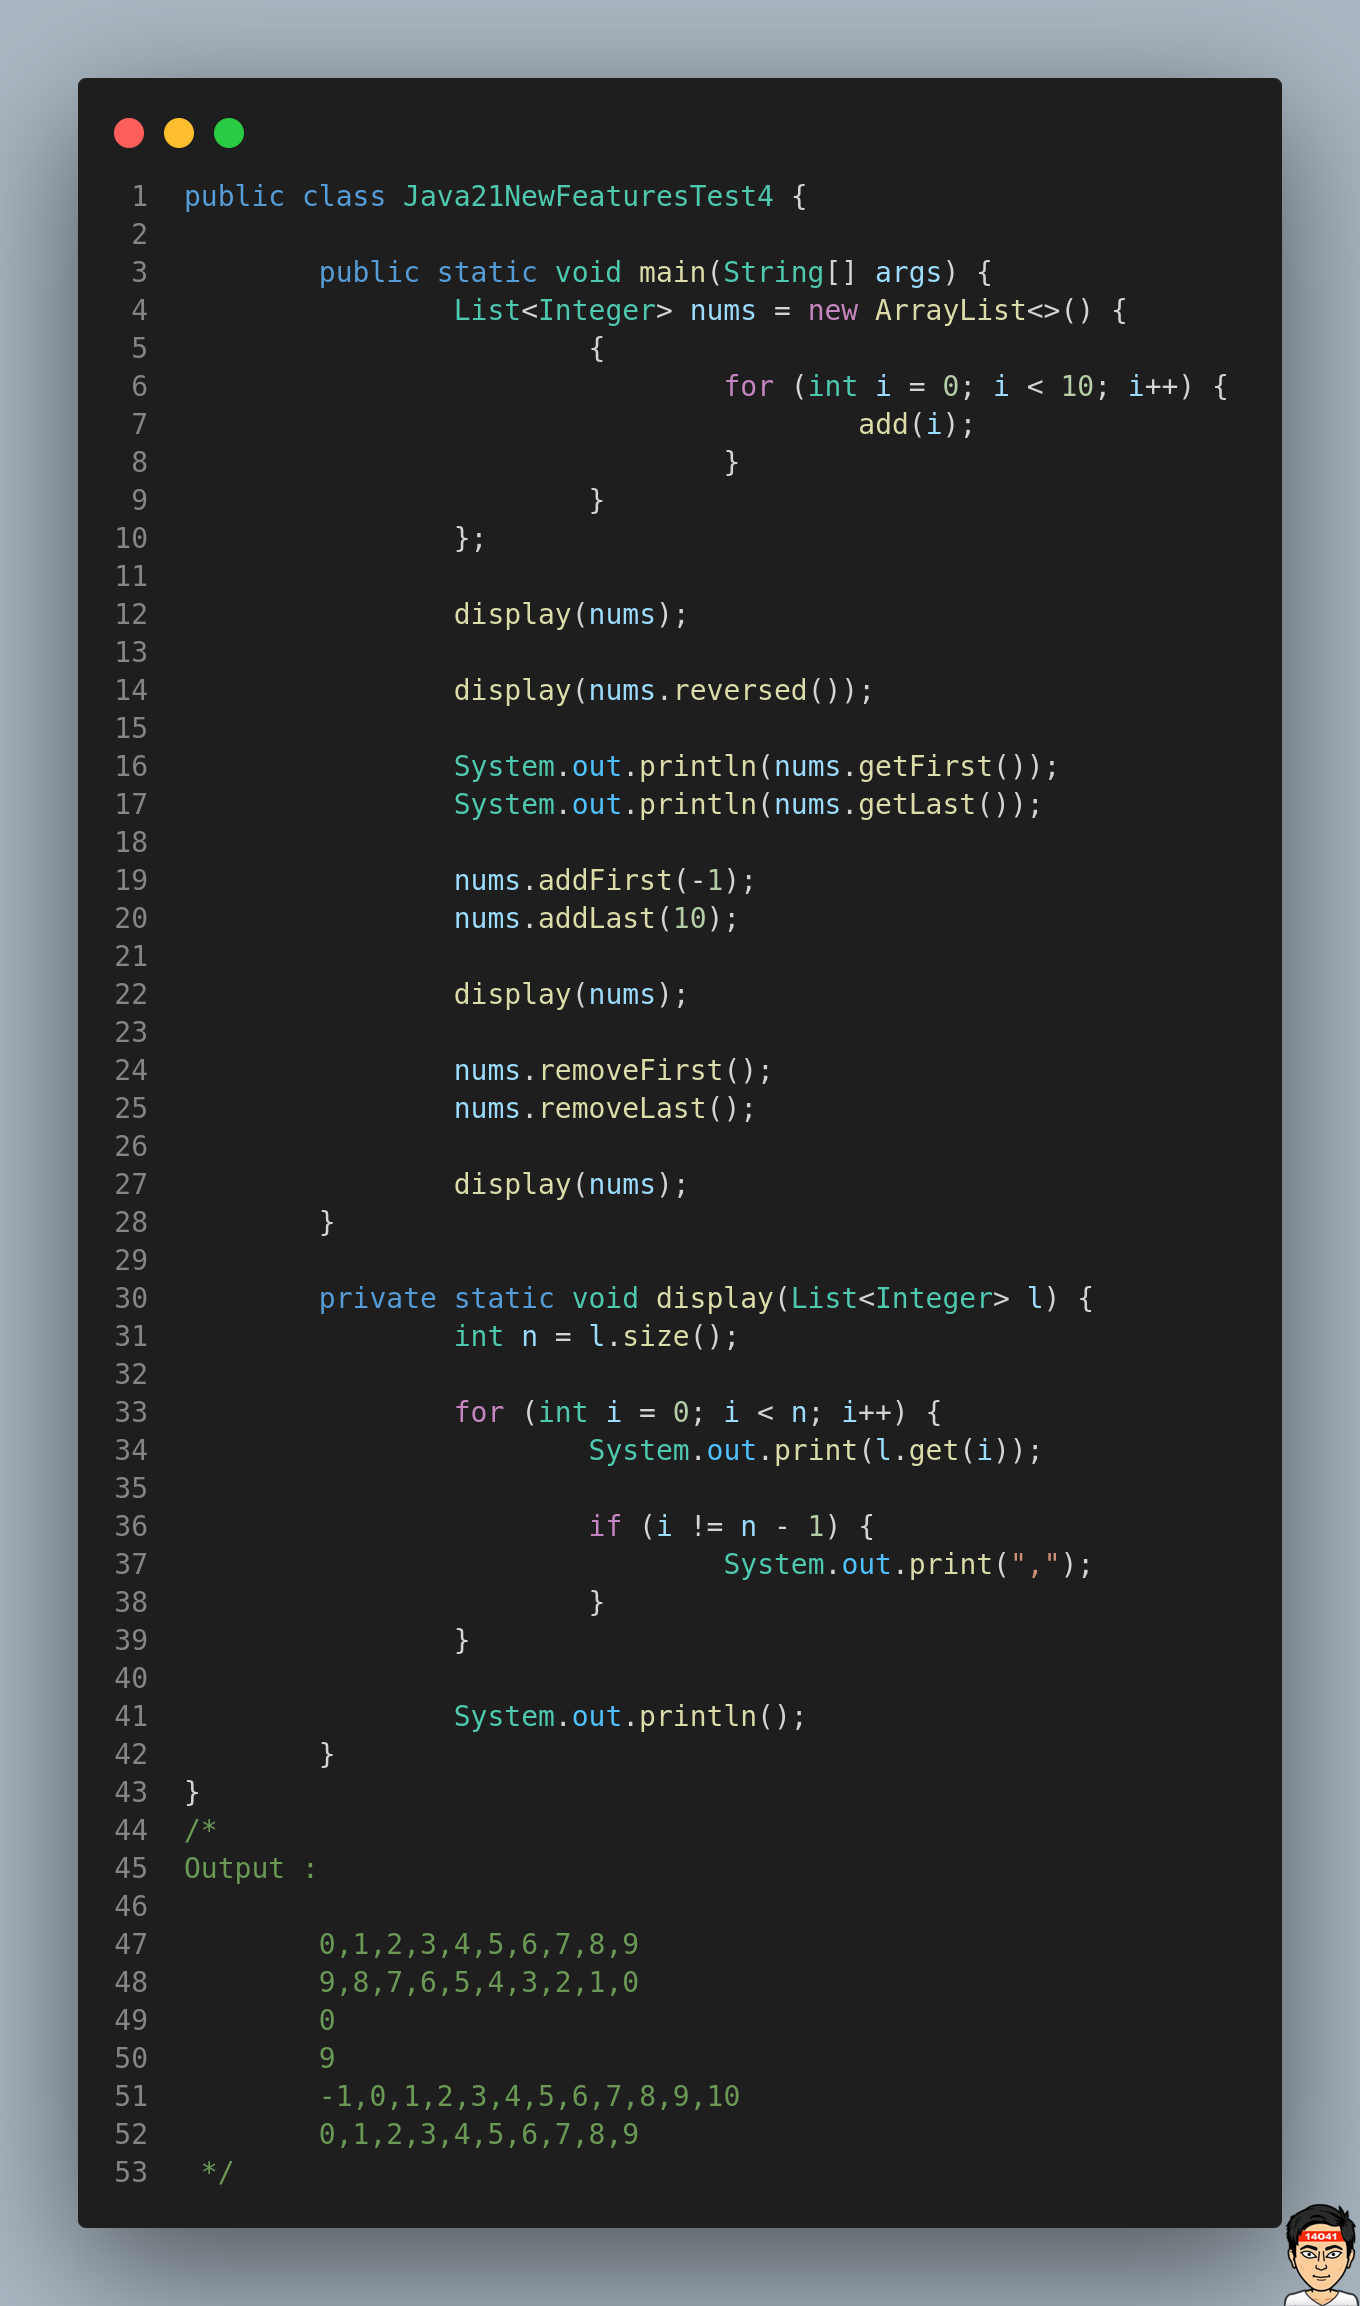 1 public class Java21NewFeaturesTest4 {
2
3 public static void main(String[] args) {
4 List<Integer> nums = new ArrayList<>() {
5 {
6 for (int i = 0; i < 10; i++) {
7 add(i);
8 }
9 }
10 };
11
12 display(nums);
13
14 display(nums.reversed());
15
16 System.out.println(nums.getFirst());
17 System.out.println(nums.getLast());
18
19 nums.addFirst(-1);
20 nums.addLast(10);
21
22 display(nums);
23
24 nums.removeFirst();
25 nums.removeLast();
26
27 display(nums);
28 }
29
30 private static void display(List<Integer> l) {
31 int n = l.size();
32
33 for (int i = 0; i < n; i++) {
34 System.out.print(l.get(i));
35
36 if (i != n - 1) {
37 System.out.print(",");
38 }
39 }
40
41 System.out.println();
42 }
43 }
44 /*
45 Output :
46
47 0,1,2,3,4,5,6,7,8,9
48 9,8,7,6,5,4,3,2,1,0
49 0
50 9
51 -1,0,1,2,3,4,5,6,7,8,9,10
52 0,1,2,3,4,5,6,7,8,9
53 */
14041